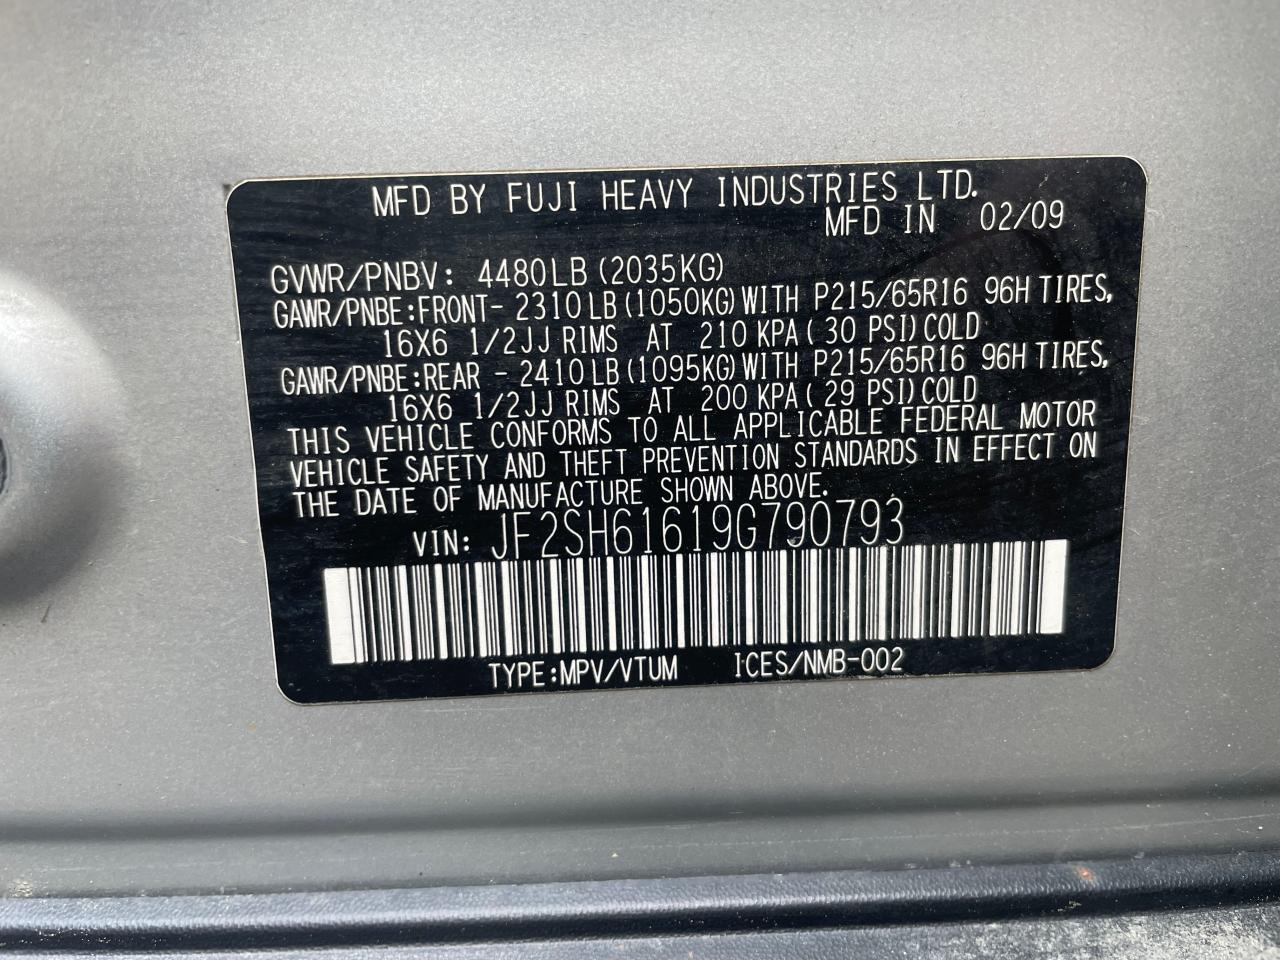 MFD BY FUJI HEAVY INDUSTRIES LTD.
MFD IN 02/09
GVWR/PNBV: 4480LB (2035KG)
GAWR/PNBE:FRONT- 2310LB (1050KG) WITH P215/65R16 96H TIRES,
16X6 1/2JJ RIMS AT 210 KPA ( 30 PSI) COLD
GAWR/PNBE:REAR - 2410LB (1095KG) WITH P215/65R16 96H TIRES,
16X6 1/2JJ RIMS AT 200 KPA ( 29 PSI) COLD
THIS VEHICLE CONFORMS TO ALL APPLICABLE FEDERAL MOTOR
VEHICLE SAFETY AND THEFT PREVENTION STANDARDS IN EFFECT ON
THE DATE OF MANUFACTURE SHOWN ABOVE.
VIN: JF2SH61619G790793
TYPE:MPV/VTUM ICES/NMB-002